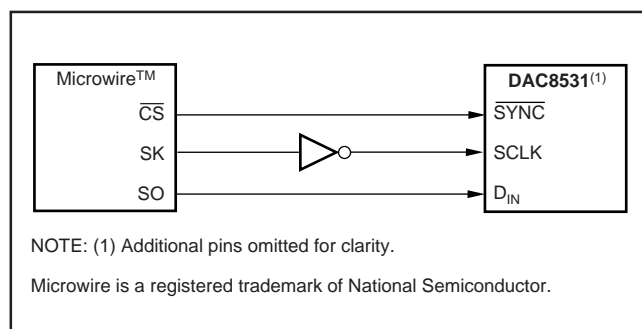 Microwire™ DAC8531(1)
CS SYNC
SK SCLK
SO DIN
NOTE: (1) Additional pins omitted for clarity.
Microwire is a registered trademark of National Semiconductor.